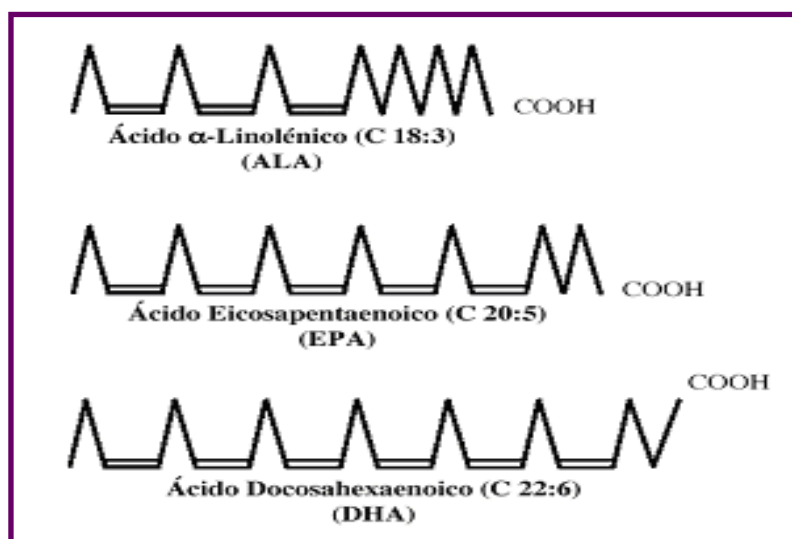 COOH
Ácido α-Linolénico (C 18:3)
(ALA)
COOH
Ácido Eicosapentaenoico (C 20:5)
(EPA)
COOH
Ácido Docosahexaenoico (C 22:6)
(DHA)